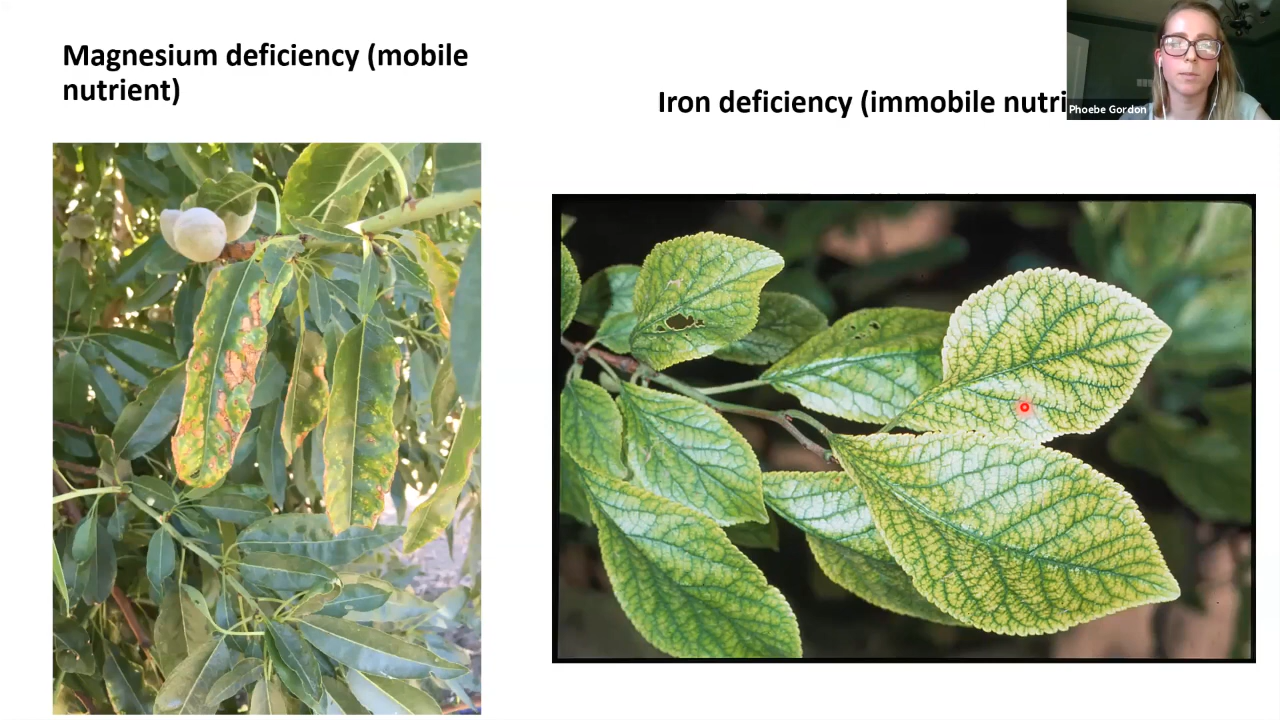 Magnesium deficiency (mobile
nutrient)
Iron deficiency (immobile nutri
Phoebe Gordon